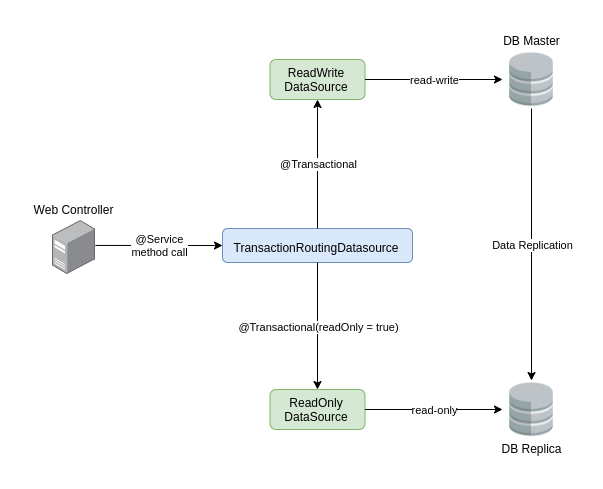 DB Master
ReadWrite
DataSource
read-write
@Transactional
Web Controller
@Service
method call
TransactionRoutingDatasource
Data Replication
@Transactional(readOnly = true)
ReadOnly
DataSource
read-only
DB Replica